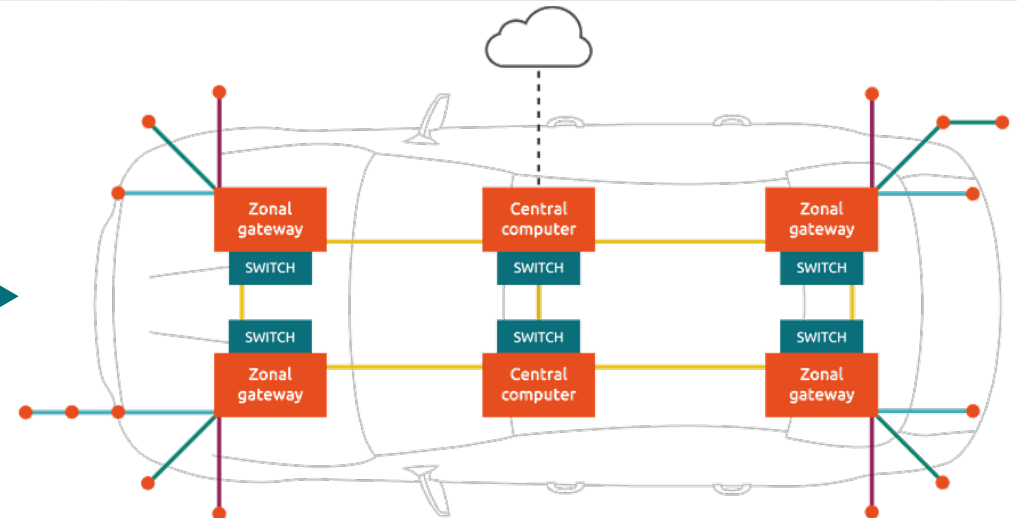 Zonal
gateway
Central
computer
Zonal
gateway
SWITCH
SWITCH
SWITCH
SWITCH
SWITCH
SWITCH
Zonal
gateway
Central
computer
Zonal
gateway